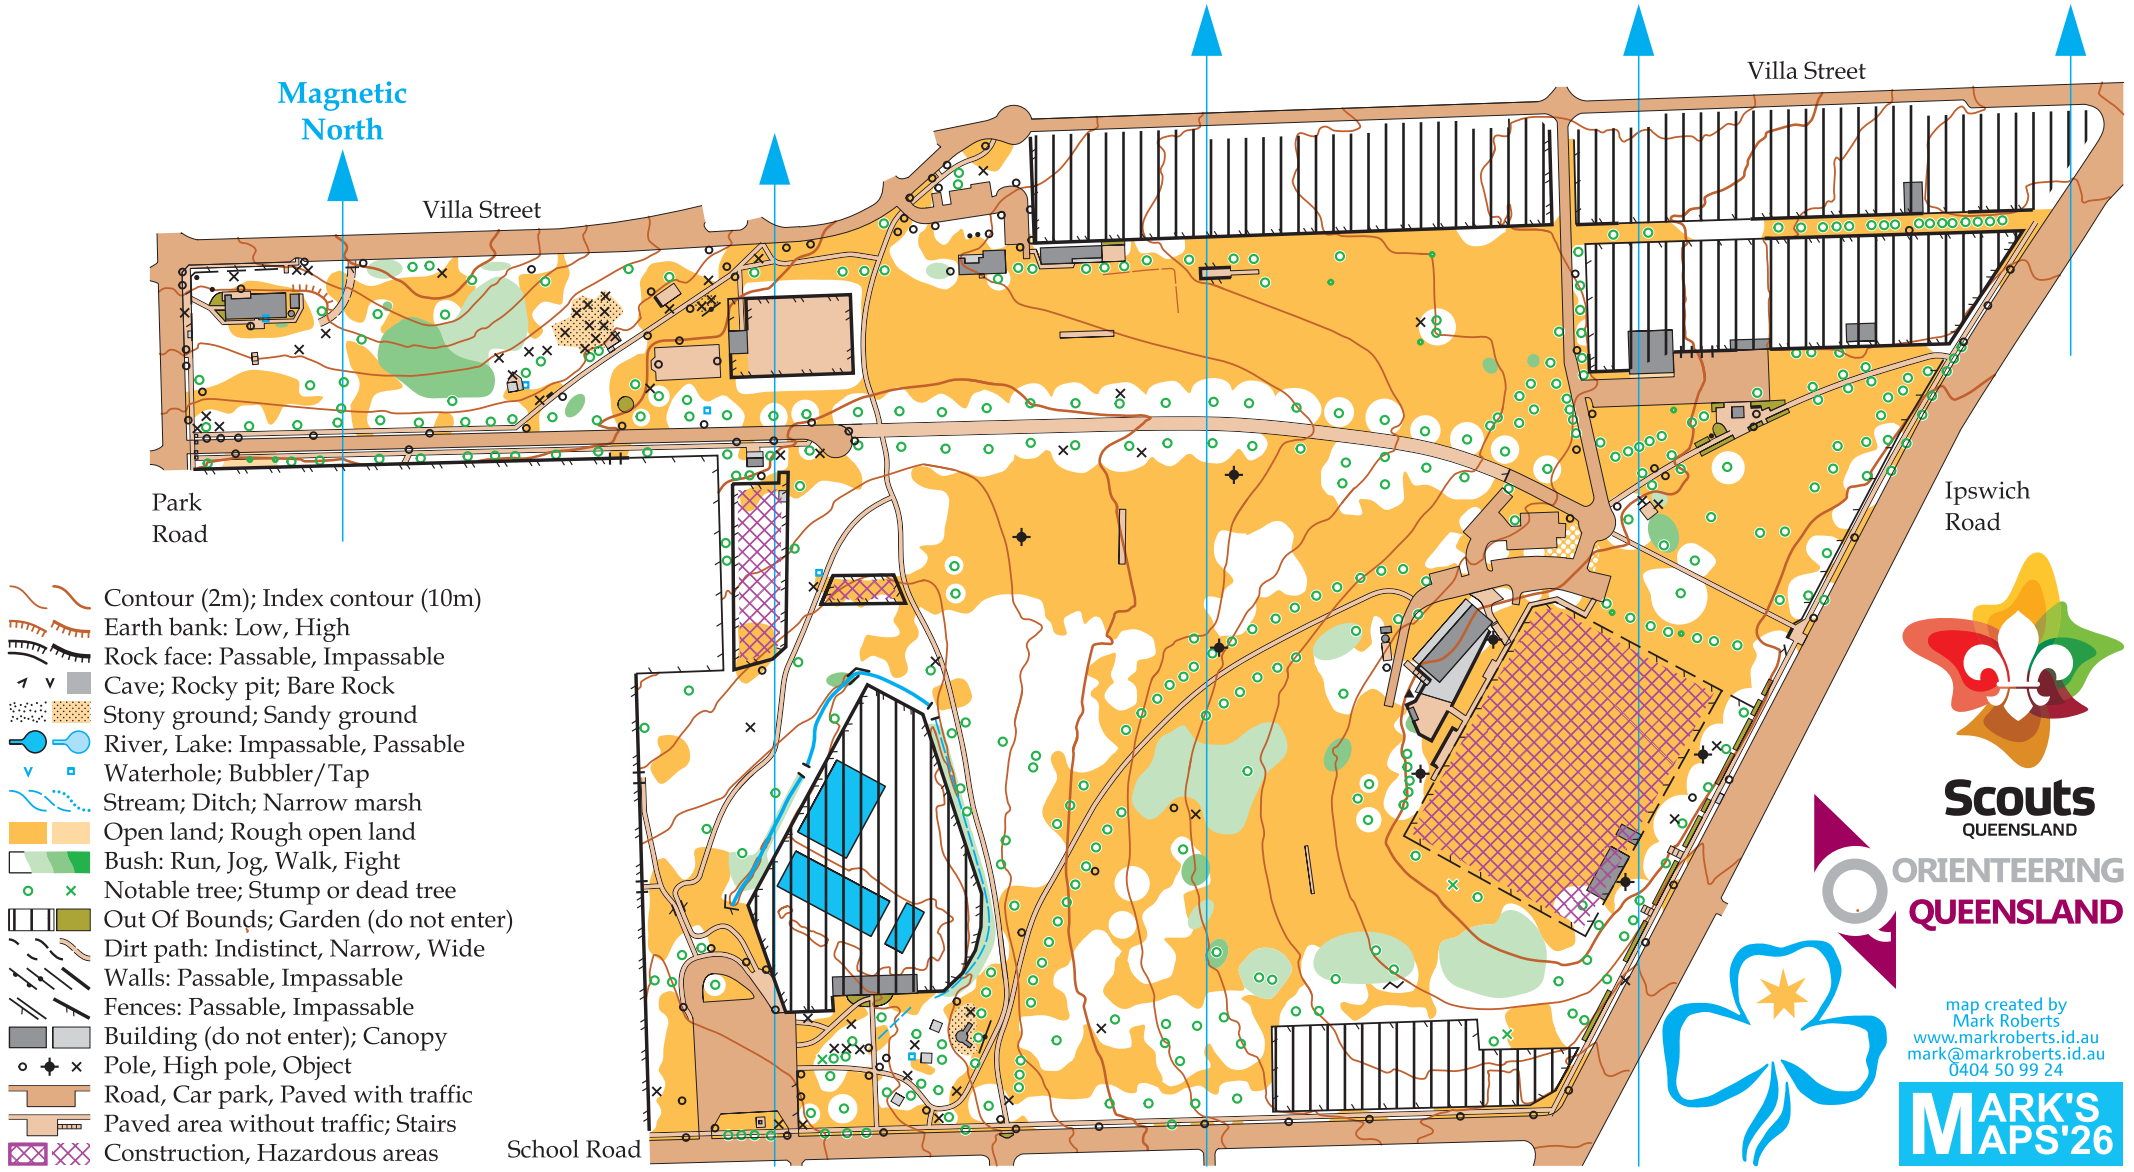 Villa Street
Magnetic
North
Villa Street
Park
Road
Ipswich
Road
Contour (2m); Index contour (10m)
Earth bank: Low, High
Rock face: Passable, Impassable
Cave; Rocky pit; Bare Rock
Stony ground; Sandy ground
River, Lake: Impassable, Passable
Waterhole; Bubbler/Tap
Stream; Ditch; Narrow marsh
Open land; Rough open land
Bush: Run, Jog, Walk, Fight
Notable tree; Stump or dead tree
Out Of Bounds; Garden (do not enter)
Dirt path: Indistinct, Narrow, Wide
Walls: Passable, Impassable
Fences: Passable, Impassable
Building (do not enter); Canopy
Pole, High pole, Object
Road, Car park, Paved with traffic
Paved area without traffic; Stairs
Construction, Hazardous areas
School Road
Scouts
QUEENSLAND
ORIENTEERING
QUEENSLAND
map created by
Mark Roberts
www.markroberts.id.au
mark@markroberts.id.au
0404 50 99 24
MARK'S
MAPS'26